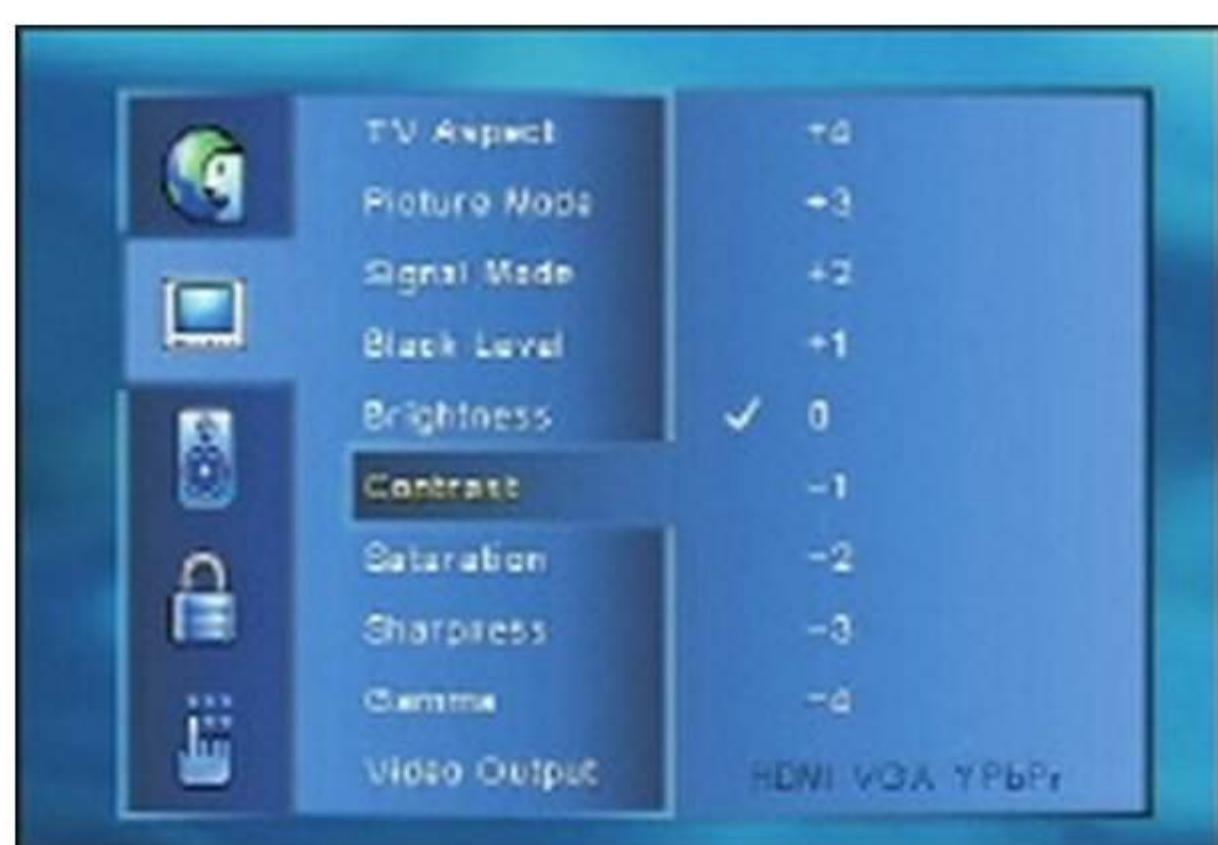 TV Aspect
Picture Mode
Signal Mode
Black Level
Brightness
Contrast
Saturation
Sharpness
Gamma
Video Output
+4
+3
+2
+1
0
-1
-2
-3
-4
HDMI VGA YPbPr